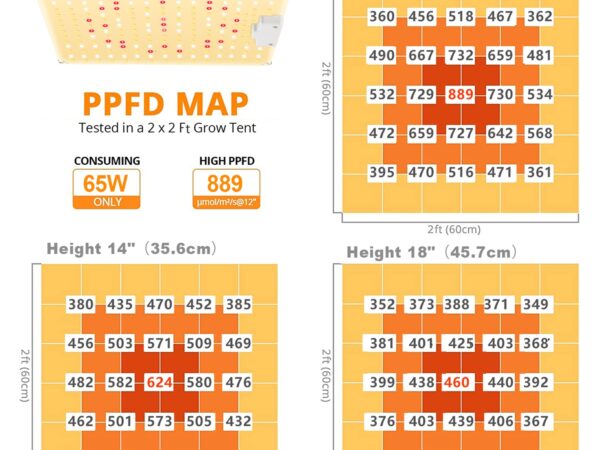 360 456 518 467 362
490 667 732 659 481
532 729 889 730 534
472 659 727 642 568
395 470 516 471 361
2ft (60cm)
2ft (60cm)
PPFD MAP
Tested in a 2 x 2 Ft Grow Tent
CONSUMING
65W
ONLY
HIGH PPFD
889
μmol/m²/s@12"
Height 14" (35.6cm)
380 435 470 452 385
456 503 571 509 469
482 582 624 580 476
462 501 573 505 432
2ft (60cm)
Height 18" (45.7cm)
352 373 388 371 349
381 401 425 403 368
399 438 460 440 392
376 403 439 406 367
2ft (60cm)